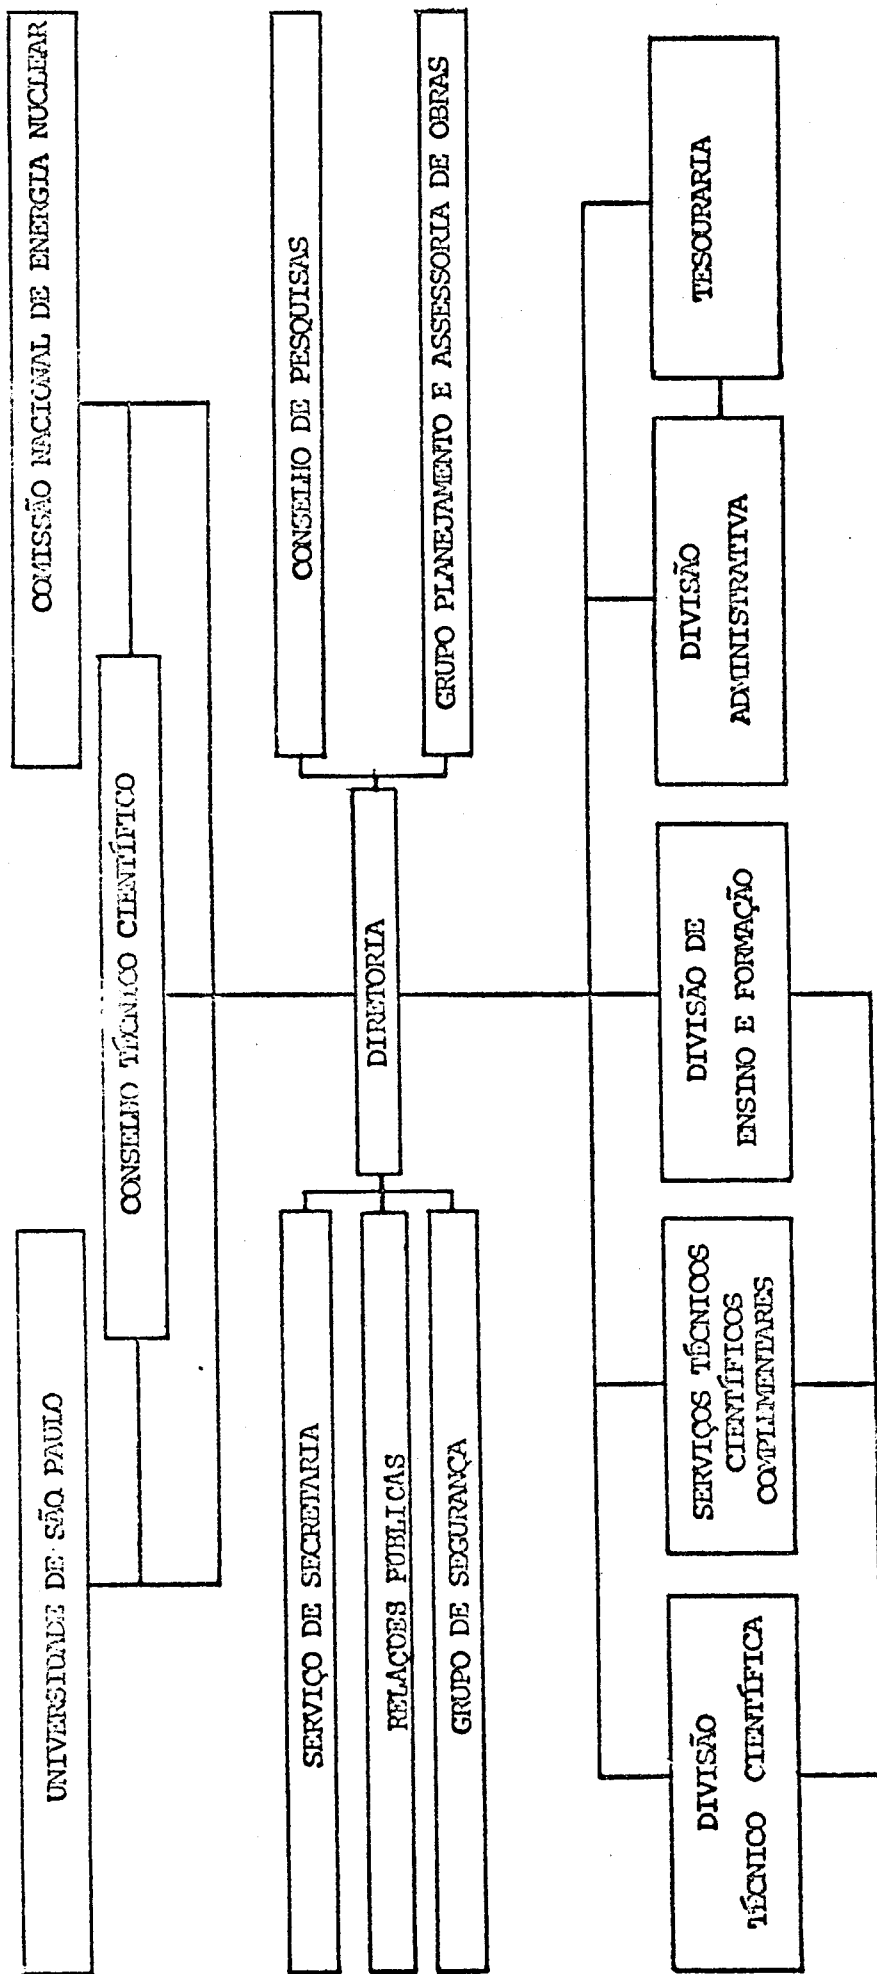 UNIVERSIDADE DE SÃO PAULO
COMISSÃO NACIONAL DE ENERGIA NUCLEAR
CONSELHO TÉCNICO CIENTÍFICO
SERVIÇO DE SECRETARIA
RELAÇOES PUBLICAS
GRUPO DE SEGURANÇA
DIRETORIA
CONSELHO DE PESQUISAS
GRUPO PLANEJAMENTO E ASSESSORIA DE OBRAS
DIVISÃO
TÉCNICO CIENTÍFICA
SERVIÇOS TÉCNICOS
CIENTÍFICOS
COMPLEMENTARES
DIVISÃO DE
ENSINO E FORMAÇÃO
DIVISÃO
ADMINISTRATIVA
TESOURARIA